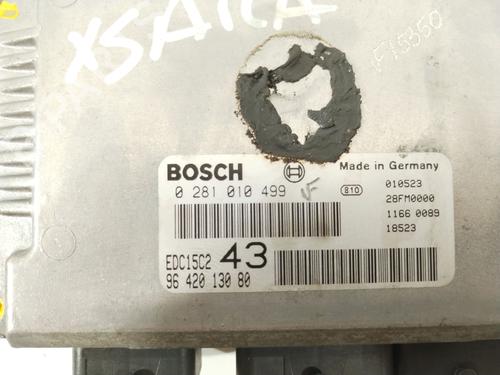 XSARA
F15350
BOSCH
Made in Germany
0 281 010 499
810
010523
28FM0000
1166 0089
18523
EDC15C2 43
96 420 130 80